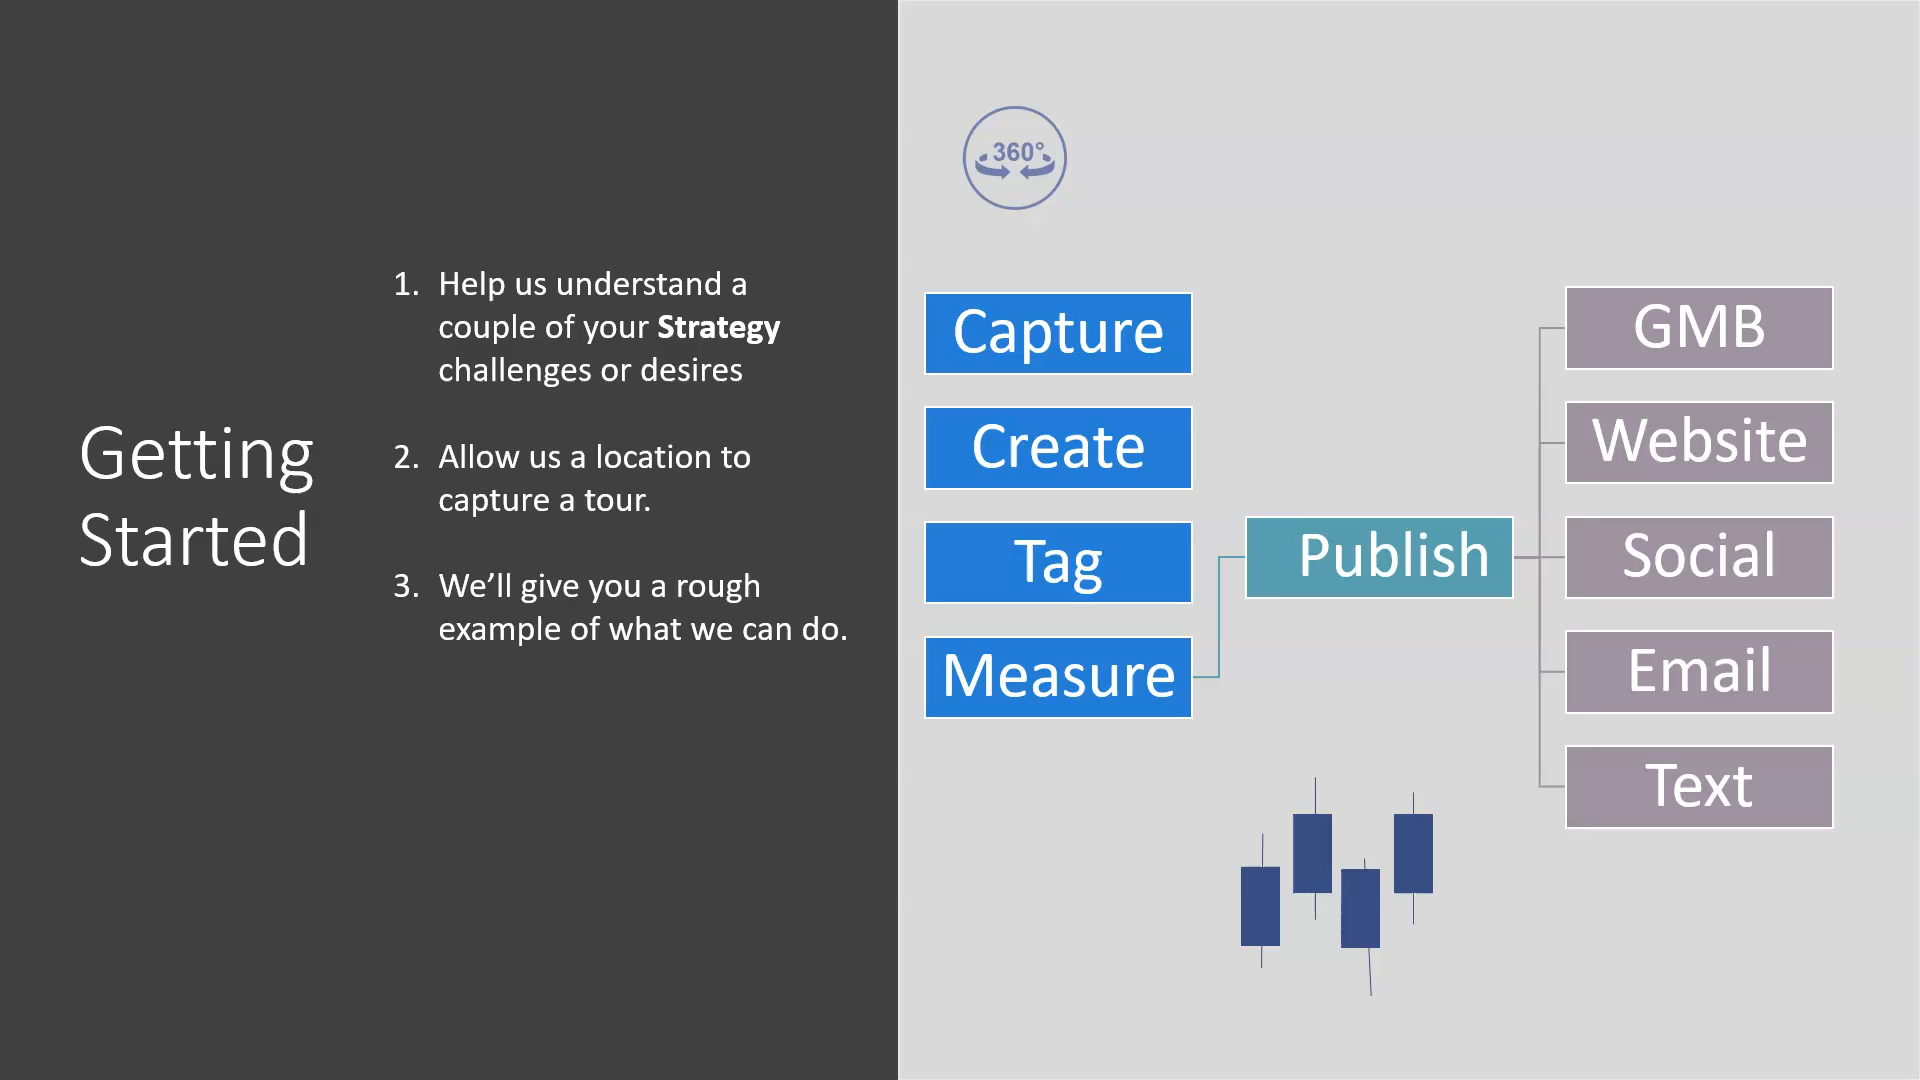 Getting
Started
1. Help us understand a
couple of your Strategy
challenges or desires
2. Allow us a location to
capture a tour.
3. We’ll give you a rough
example of what we can do.
360°
Capture
Create
Tag
Measure
Publish
GMB
Website
Social
Email
Text